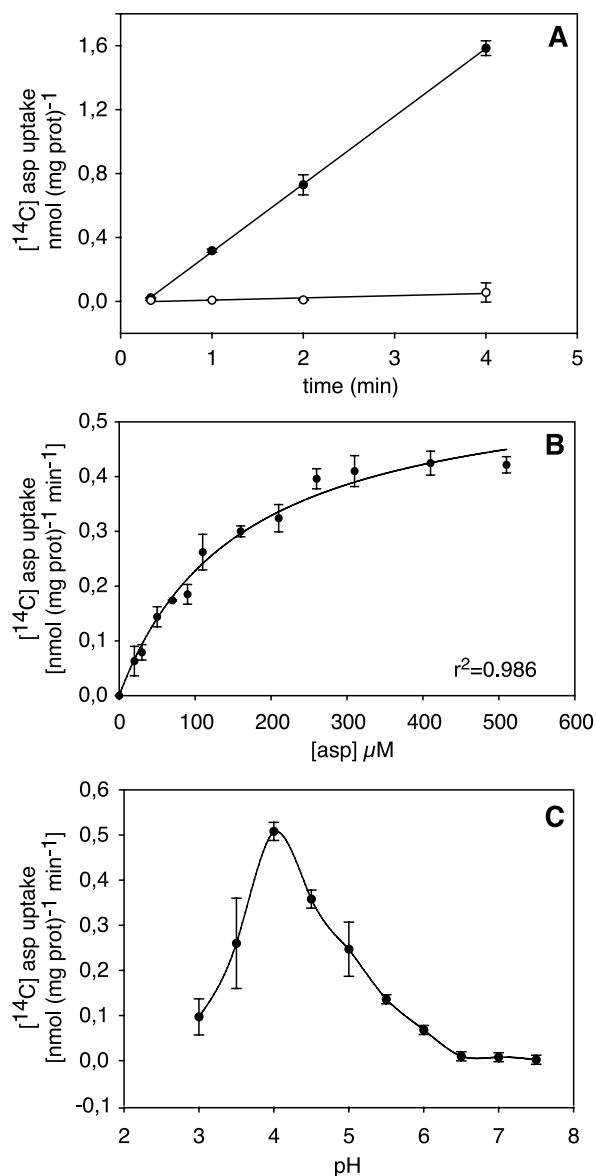 A
[¹⁴C] asp uptake
nmol (mg prot)⁻¹
1,6
1,2
0,8
0,4
0,0
0 1 2 3 4 5
time (min)
B
[¹⁴C] asp uptake
[nmol (mg prot)⁻¹ min⁻¹]
0,5
0,4
0,3
0,2
0,1
0,0
r²=0.986
0 100 200 300 400 500 600
[asp] µM
C
[¹⁴C] asp uptake
[nmol (mg prot)⁻¹ min⁻¹]
0,6
0,5
0,4
0,3
0,2
0,1
0,0
-0,1
2 3 4 5 6 7 8
pH